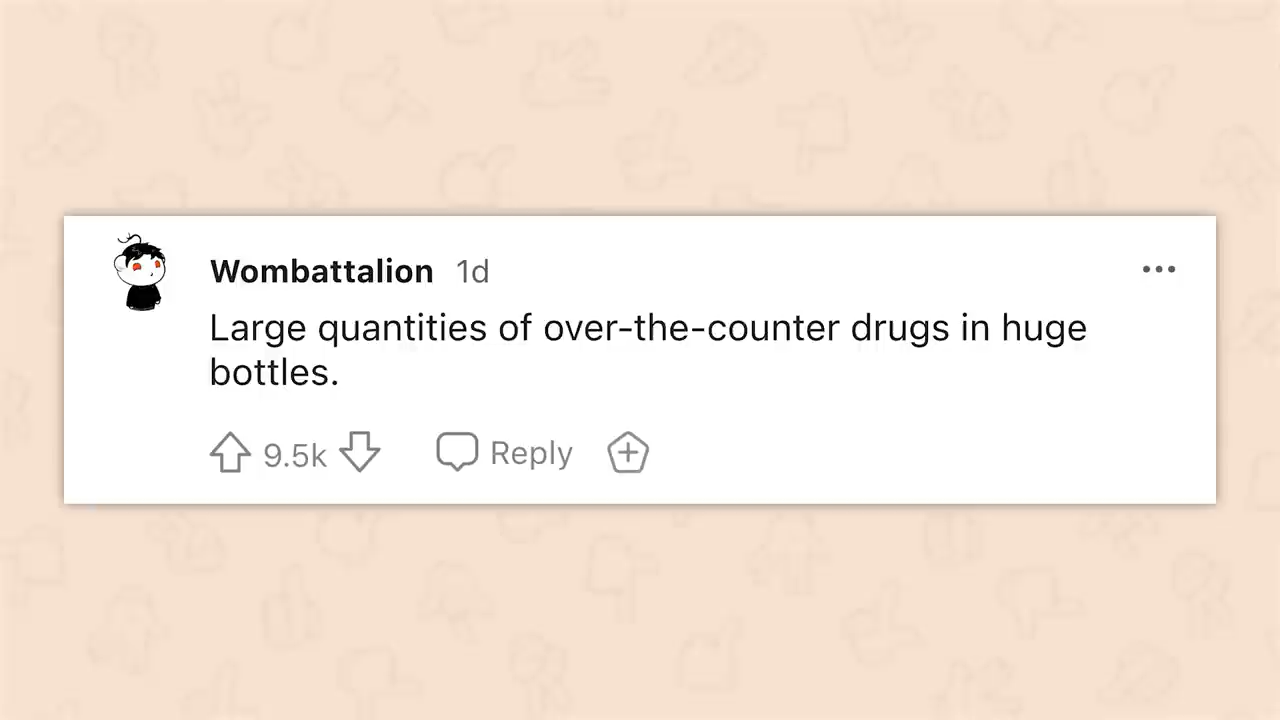 Wombattalion 1d
Large quantities of over-the-counter drugs in huge
bottles.
9.5k Reply